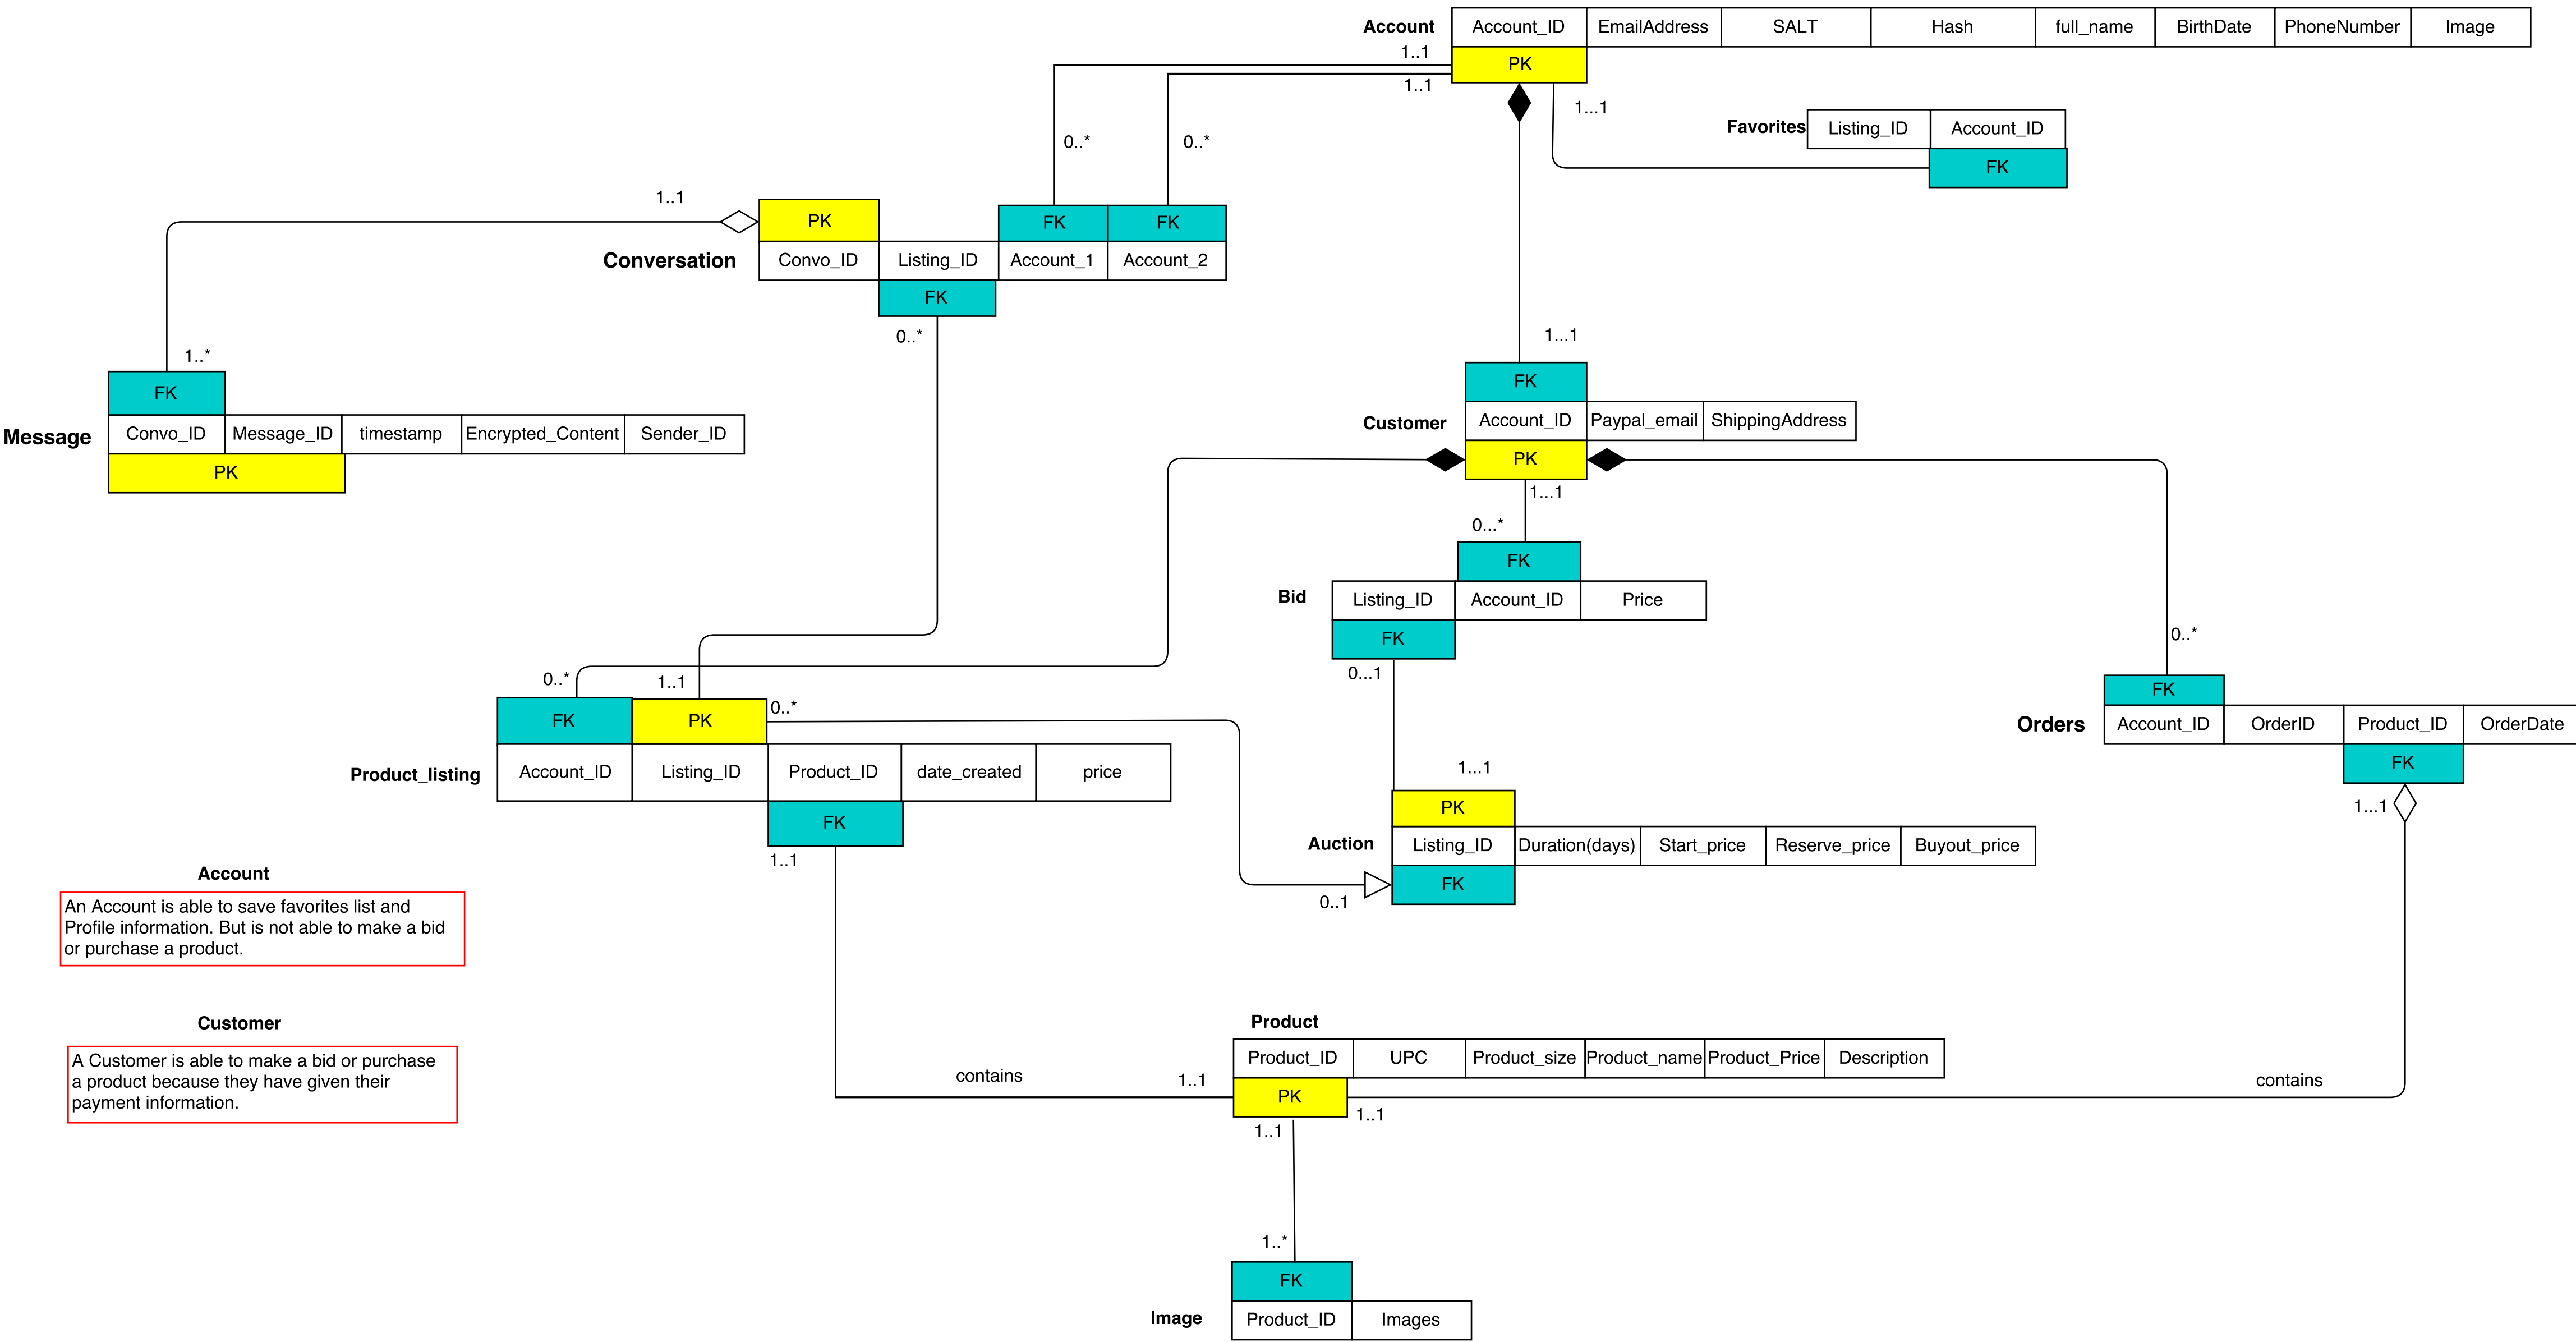 Account
Account_ID EmailAddress SALT Hash full_name BirthDate PhoneNumber Image
1..1
PK
1..1
1...1
Favorites
Listing_ID Account_ID
FK
0..*
0..*
1..1
PK
FK
FK
Conversation
Convo_ID Listing_ID Account_1 Account_2
FK
0..*
1...1
1..*
FK
Message
Convo_ID Message_ID timestamp Encrypted_Content Sender_ID
PK
FK
Customer
Account_ID Paypal_email ShippingAddress
PK
1...1
0...*
FK
Bid
Listing_ID Account_ID Price
FK
0...1
0..*
FK
Orders
Account_ID OrderID Product_ID OrderDate
FK
1...1
0..*
1..1
0..*
FK
PK
Product_listing
Account_ID Listing_ID Product_ID date_created price
FK
1..1
1...1
PK
Auction
Listing_ID Duration(days) Start_price Reserve_price Buyout_price
FK
0..1
Account
An Account is able to save favorites list and
Profile information. But is not able to make a bid
or purchase a product.
Customer
A Customer is able to make a bid or purchase
a product because they have given their
payment information.
Product
Product_ID UPC Product_size Product_name Product_Price Description
contains
1..1
PK
1..1
contains
1..1
1..*
FK
Image
Product_ID Images